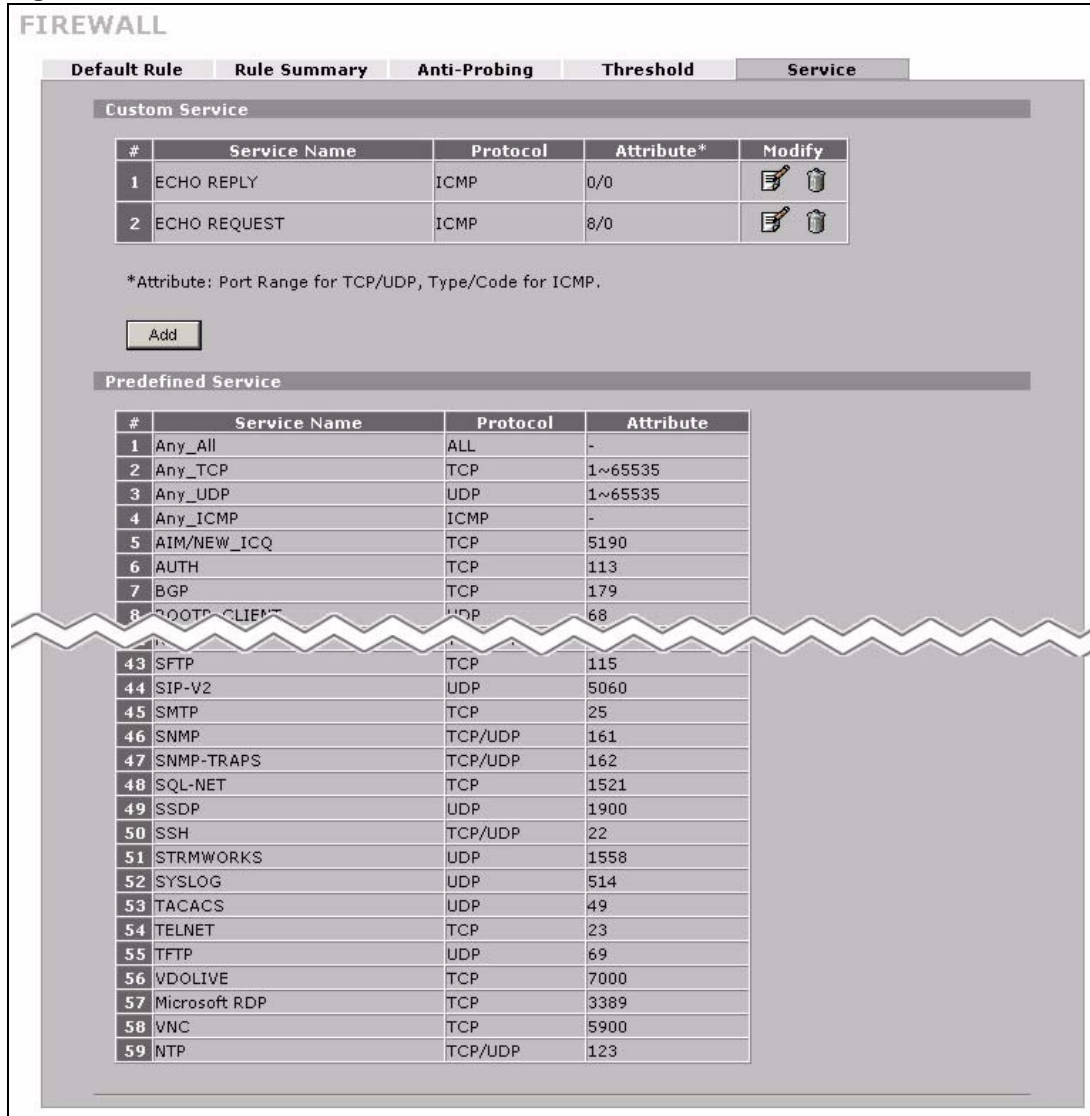 FIREWALL
Default Rule Rule Summary Anti-Probing Threshold Service
Custom Service
# Service Name Protocol Attribute* Modify
1 ECHO REPLY ICMP 0/0
2 ECHO REQUEST ICMP 8/0
*Attribute: Port Range for TCP/UDP, Type/Code for ICMP.
Add
Predefined Service
# Service Name Protocol Attribute
1 Any_All ALL -
2 Any_TCP TCP 1~65535
3 Any_UDP UDP 1~65535
4 Any_ICMP ICMP -
5 AIM/NEW_ICQ TCP 5190
6 AUTH TCP 113
7 BGP TCP 179
8 BOOTP_CLIENT UDP 68
43 SFTP TCP 115
44 SIP-V2 UDP 5060
45 SMTP TCP 25
46 SNMP TCP/UDP 161
47 SNMP-TRAPS TCP/UDP 162
48 SQL-NET TCP 1521
49 SSDP UDP 1900
50 SSH TCP/UDP 22
51 STRMWORKS UDP 1558
52 SYSLOG UDP 514
53 TACACS UDP 49
54 TELNET TCP 23
55 TFTP UDP 69
56 VDOLIVE TCP 7000
57 Microsoft RDP TCP 3389
58 VNC TCP 5900
59 NTP TCP/UDP 123